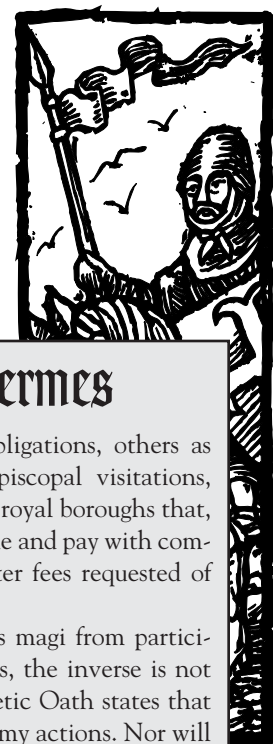 ermes
bligations, others as
piscopal visitations,
royal boroughs that,
e and pay with com-
ter fees requested of
s magi from partici-
s, the inverse is not
etic Oath states that
my actions. Nor will